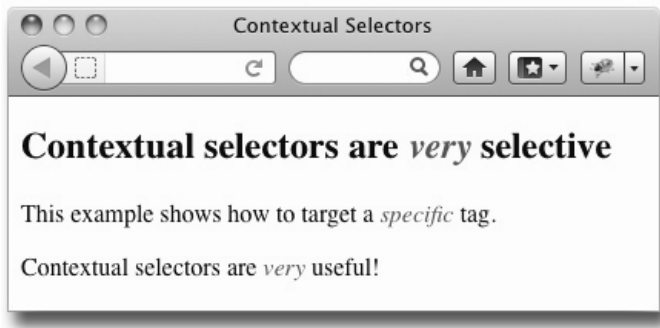 Contextual Selectors
Contextual selectors are very selective
This example shows how to target a specific tag.
Contextual selectors are very useful!